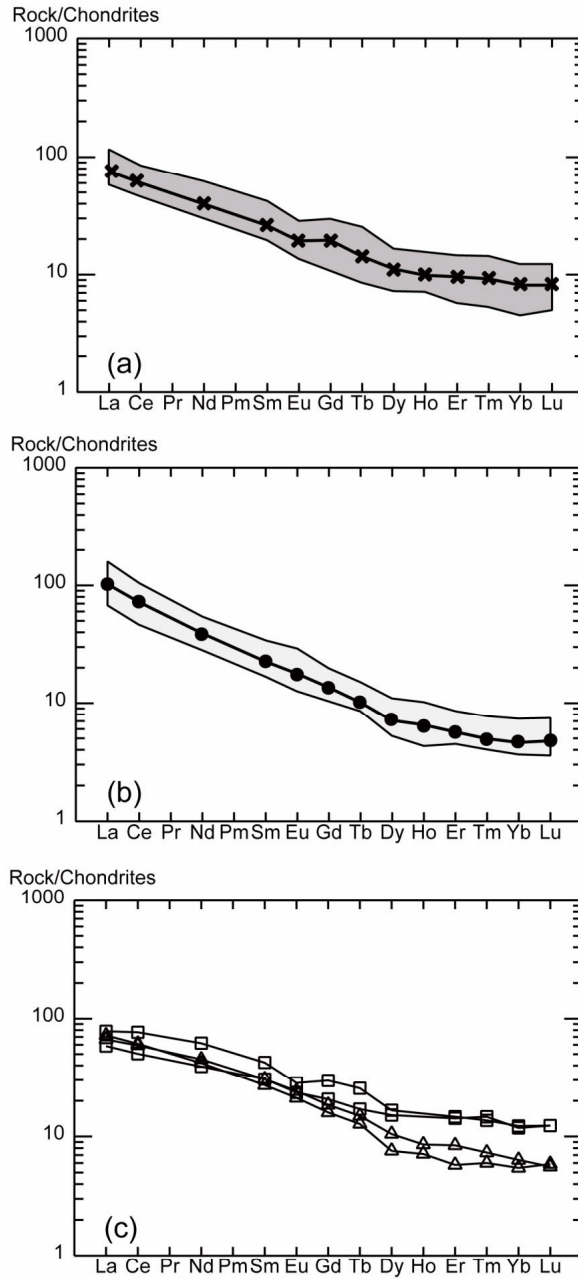 Rock/Chondrites
1000
100
10
1
(a)
La Ce Pr Nd Pm Sm Eu Gd Tb Dy Ho Er Tm Yb Lu
Rock/Chondrites
1000
100
10
1
(b)
La Ce Pr Nd Pm Sm Eu Gd Tb Dy Ho Er Tm Yb Lu
Rock/Chondrites
1000
100
10
1
(c)
La Ce Pr Nd Pm Sm Eu Gd Tb Dy Ho Er Tm Yb Lu